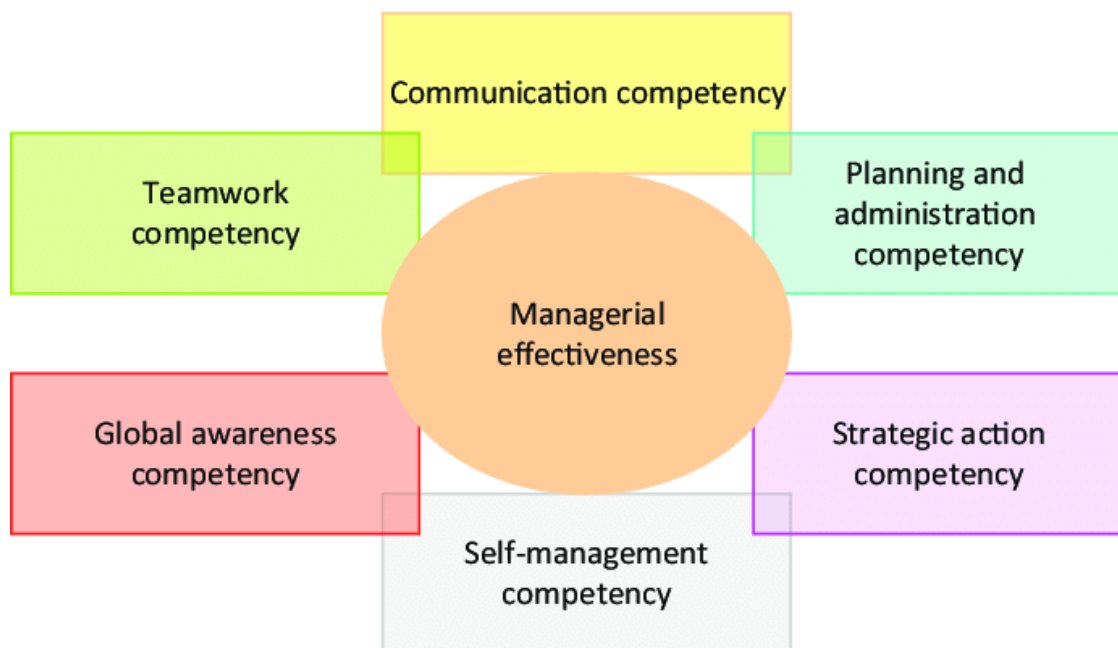 Communication competency
Teamwork
competency
Planning and
administration
competency
Managerial
effectiveness
Global awareness
competency
Strategic action
competency
Self-management
competency